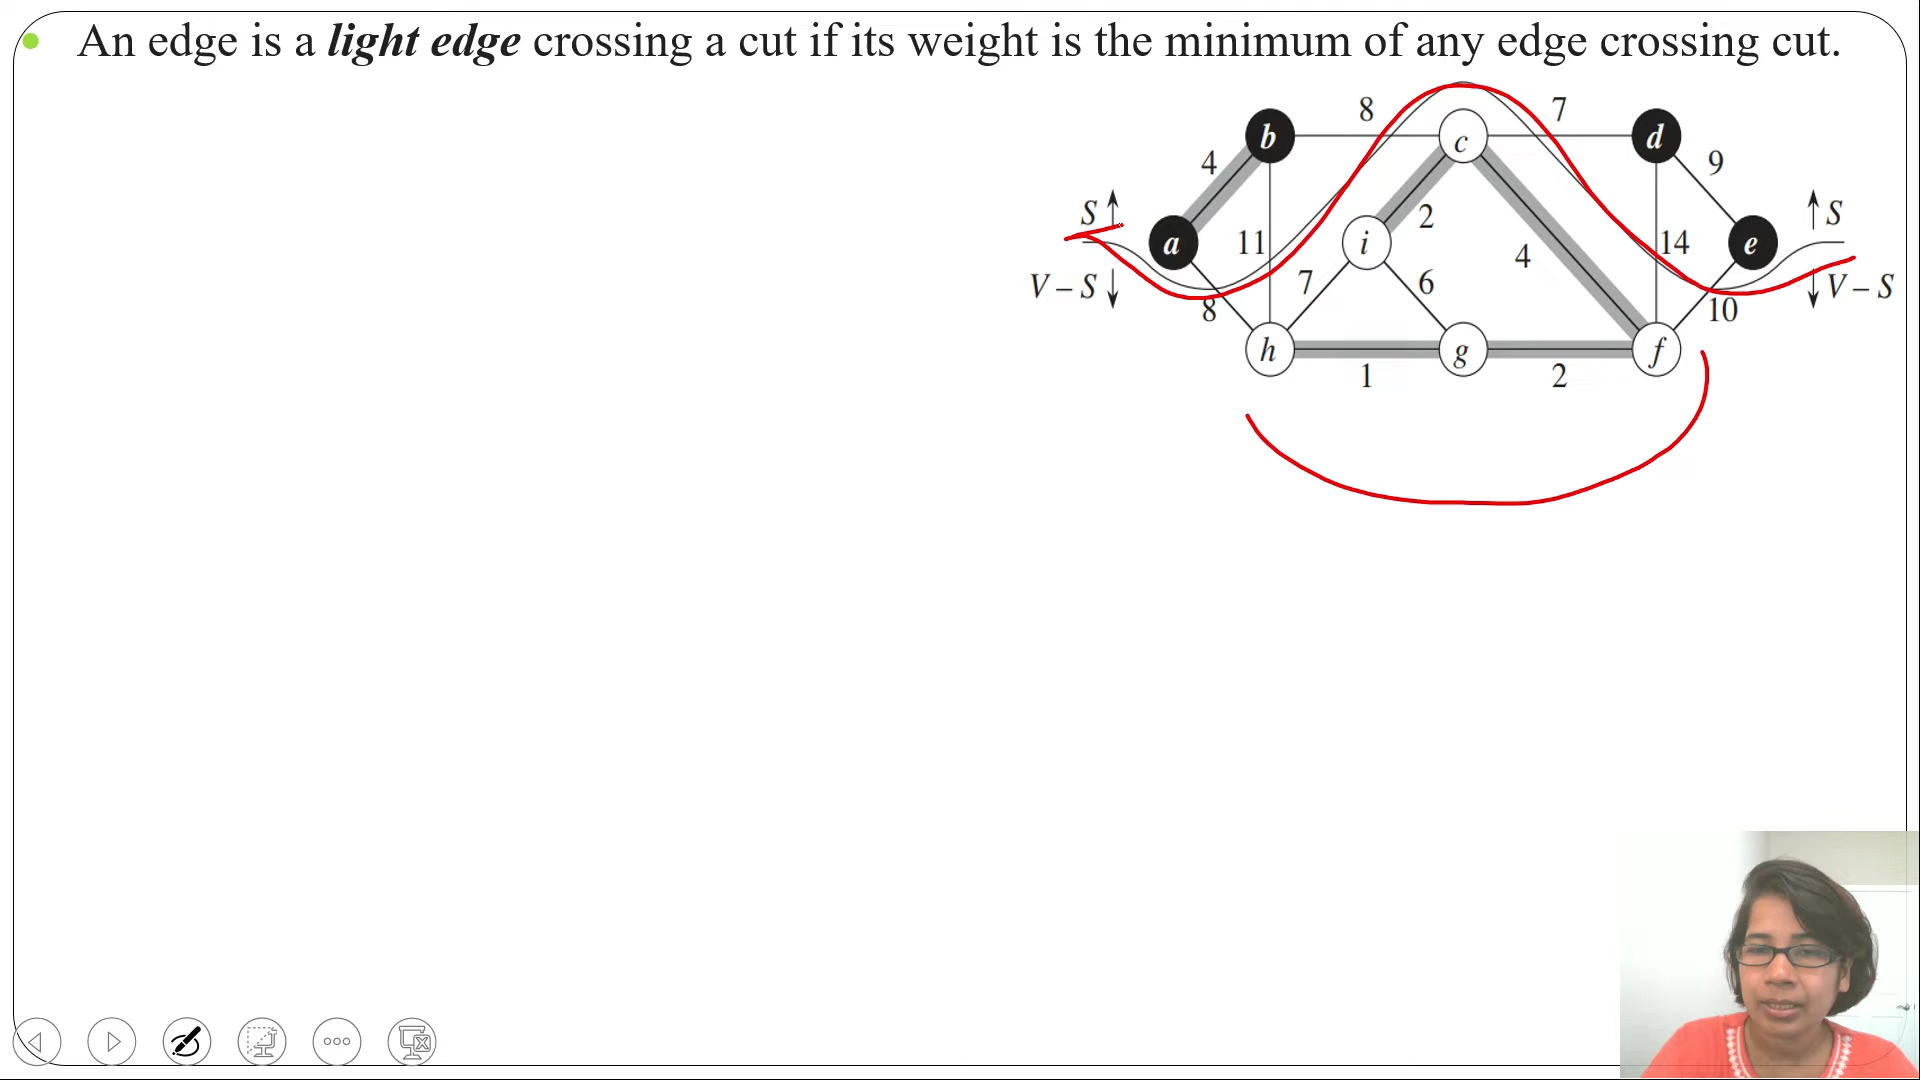 An edge is a light edge crossing a cut if its weight is the minimum of any edge crossing cut.
8 7
b c d
4 9
S S
2
a 11 i 14 e
4
V – S 7 6 V – S
8 10
h g f
1 2